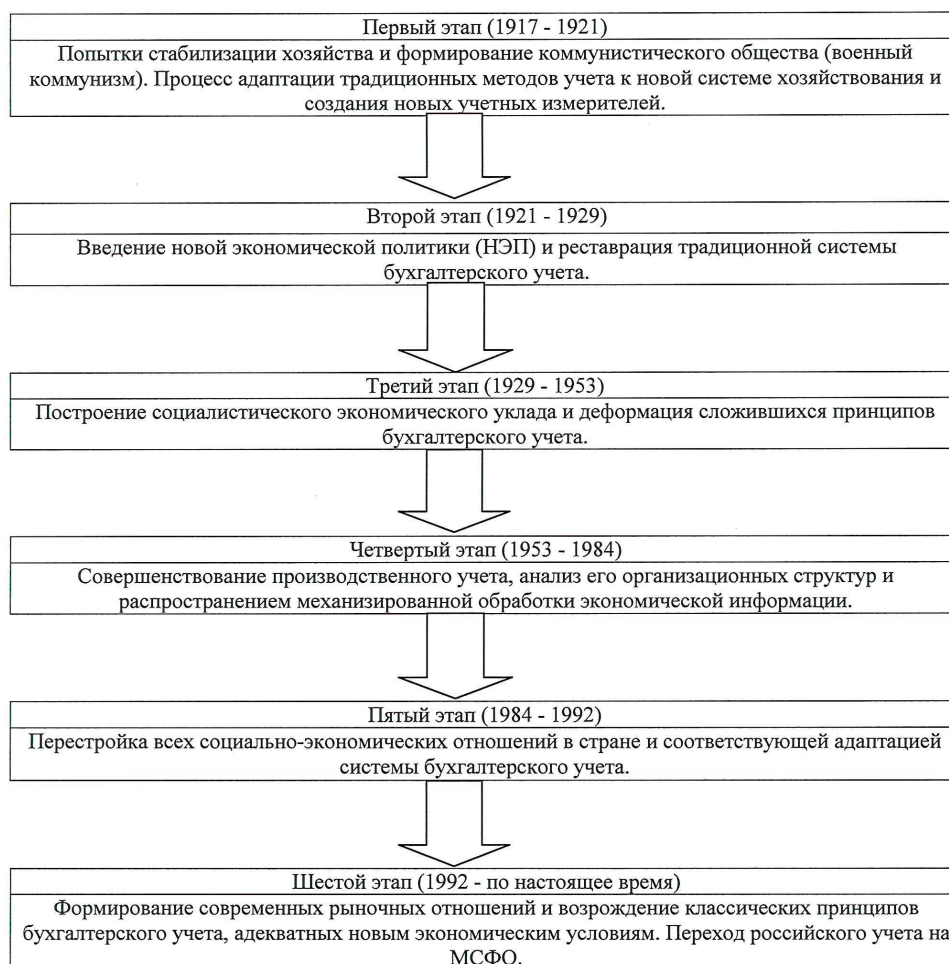 Первый этап (1917 - 1921)
Попытки стабилизации хозяйства и формирование коммунистического общества (военный
коммунизм). Процесс адаптации традиционных методов учета к новой системе хозяйствования и
создания новых учетных измерителей.
Второй этап (1921 - 1929)
Введение новой экономической политики (НЭП) и реставрация традиционной системы
бухгалтерского учета.
Третий этап (1929 - 1953)
Построение социалистического экономического уклада и деформация сложившихся принципов
бухгалтерского учета.
Четвертый этап (1953 - 1984)
Совершенствование производственного учета, анализ его организационных структур и
распространением механизированной обработки экономической информации.
Пятый этап (1984 - 1992)
Перестройка всех социально-экономических отношений в стране и соответствующей адаптацией
системы бухгалтерского учета.
Шестой этап (1992 - по настоящее время)
Формирование современных рыночных отношений и возрождение классических принципов
бухгалтерского учета, адекватных новым экономическим условиям. Переход российского учета на
МСФО.